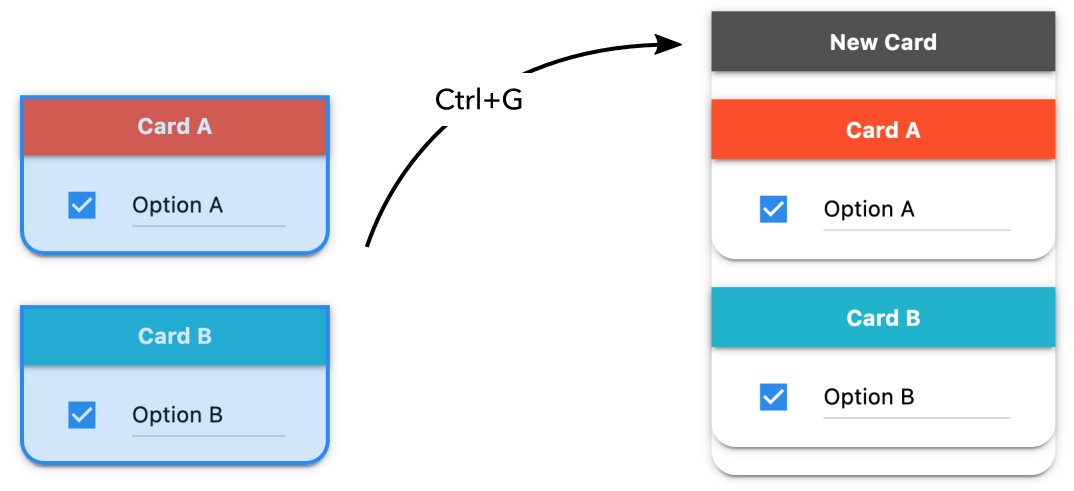 Card A
Option A
Card B
Option B
Ctrl+G
New Card
Card A
Option A
Card B
Option B